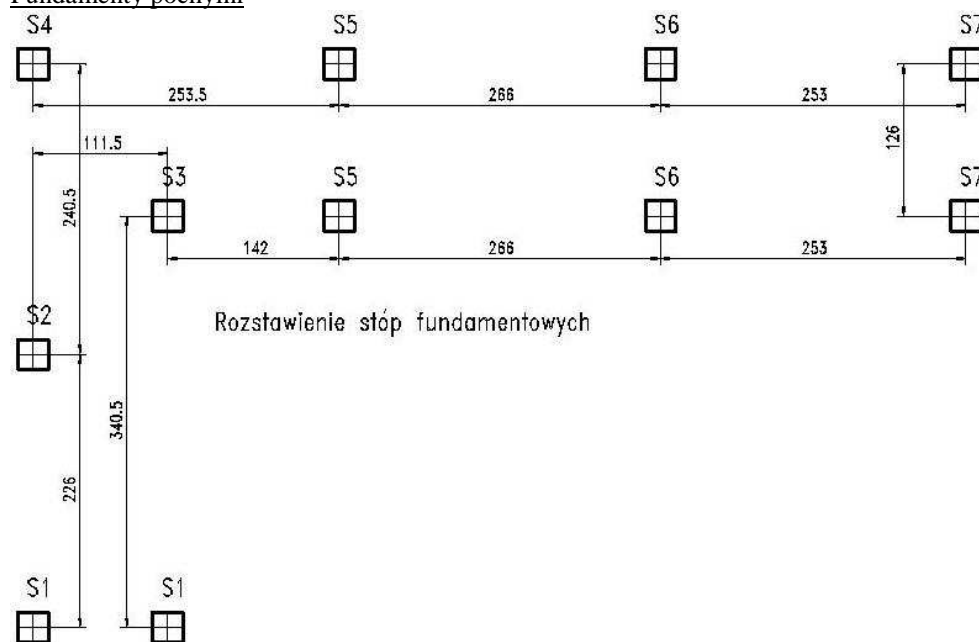 Fundamenty pochylni
S4 S5 S6 S7
253.5 266 253
111.5
126
S3 S5 S6 S7
240.5
142 266 253
S2
Rozstawienie stóp fundamentowych
340.5
226
S1 S1